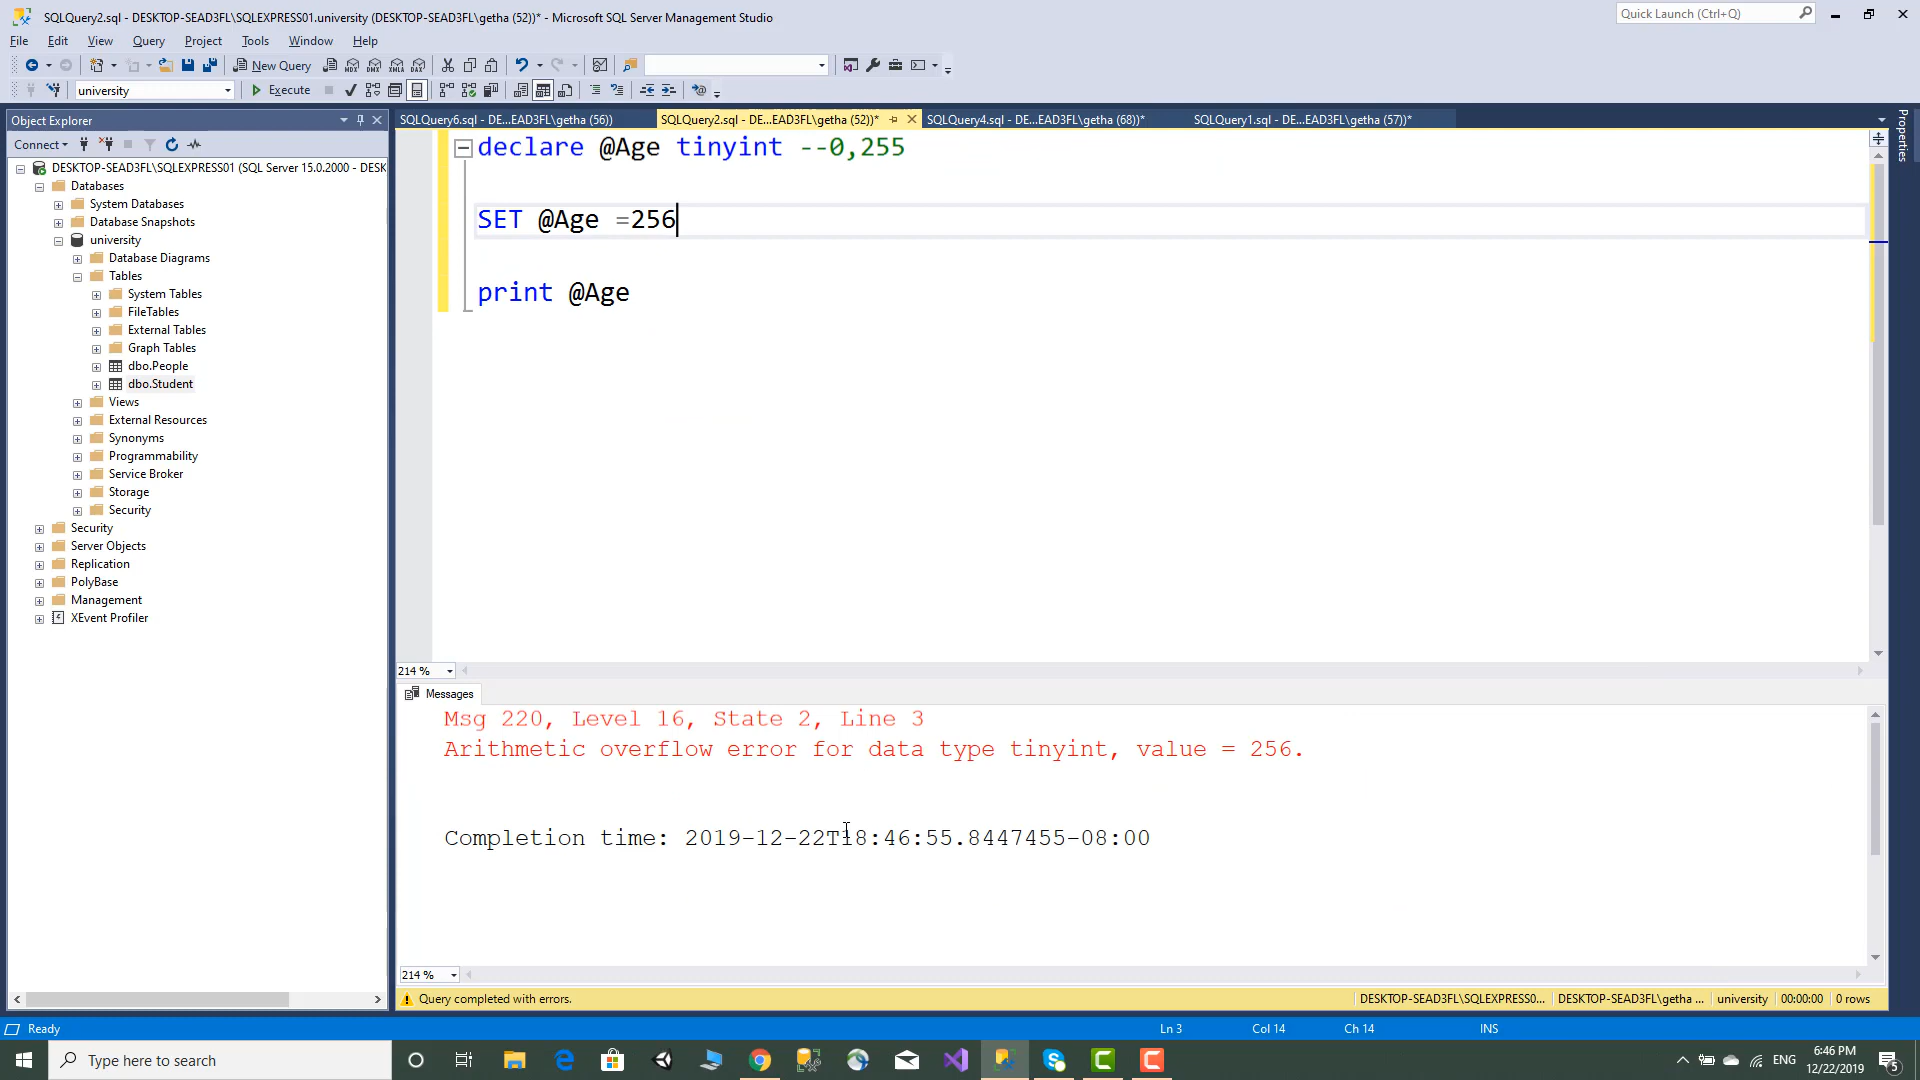 SQLQuery2.sql - DESKTOP-SEAD3FL\SQLEXPRESS01.university (DESKTOP-SEAD3FL\getha (52))* - Microsoft SQL Server Management Studio
Quick Launch (Ctrl+Q)
File Edit View Query Project Tools Window Help
New Query
MDX DMX XMLA DAX
university
Execute
Object Explorer
SQLQuery6.sql - DE...EAD3FL\getha (56))
SQLQuery2.sql - DE...EAD3FL\getha (52))*
SQLQuery4.sql - DE...EAD3FL\getha (68))*
SQLQuery1.sql - DE...EAD3FL\getha (57))*
Properties
Connect
DESKTOP-SEAD3FL\SQLEXPRESS01 (SQL Server 15.0.2000 - DESK
Databases
System Databases
Database Snapshots
university
Database Diagrams
Tables
System Tables
FileTables
External Tables
Graph Tables
dbo.People
dbo.Student
Views
External Resources
Synonyms
Programmability
Service Broker
Storage
Security
Security
Server Objects
Replication
PolyBase
Management
XEvent Profiler
declare @Age tinyint --0,255
SET @Age =256
print @Age
214 %
Messages
Msg 220, Level 16, State 2, Line 3
Arithmetic overflow error for data type tinyint, value = 256.
Completion time: 2019-12-22T18:46:55.8447455-08:00
214 %
Query completed with errors.
DESKTOP-SEAD3FL\SQLEXPRESS0... DESKTOP-SEAD3FL\getha ... university 00:00:00 0 rows
Ready
Ln 3 Col 14 Ch 14 INS
Type here to search
ENG
6:46 PM
12/22/2019
5